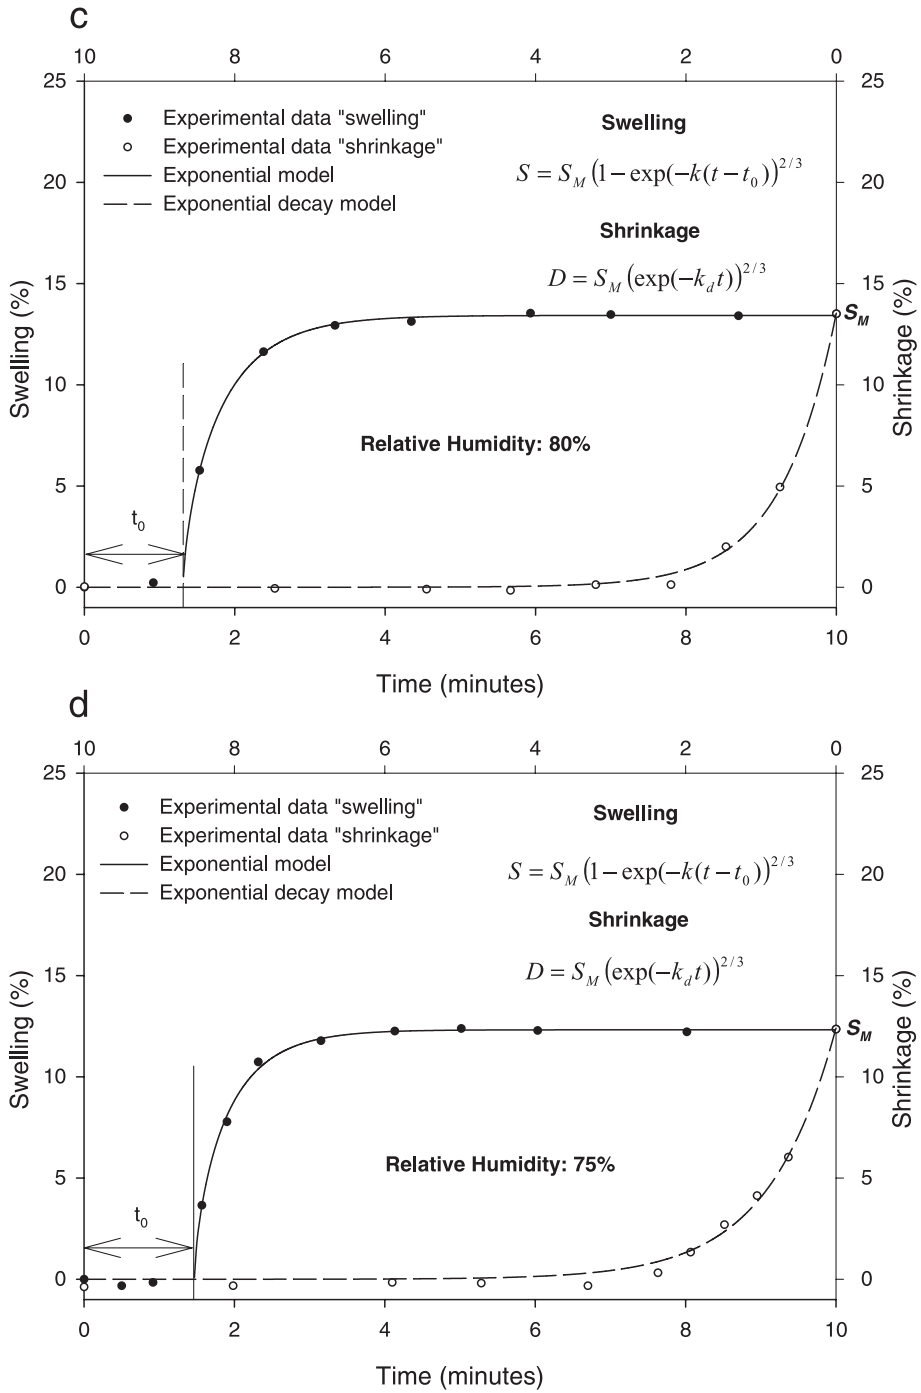 c
10 8 6 4 2 0
25 25
Experimental data "swelling"
Experimental data "shrinkage"
Exponential model
Exponential decay model
Swelling
S = S_M (1 – exp(–k(t – t_0))^{2/3}
20 20
Shrinkage
D = S_M (exp(–k_d t))^{2/3}
15 15
S_M
Swelling (%)
Shrinkage (%)
10 10
Relative Humidity: 80%
5 5
t_0
0 0
0 2 4 6 8 10
Time (minutes)
d
10 8 6 4 2 0
25 25
Experimental data "swelling"
Experimental data "shrinkage"
Exponential model
Exponential decay model
Swelling
S = S_M (1 – exp(–k(t – t_0))^{2/3}
20 20
Shrinkage
D = S_M (exp(–k_d t))^{2/3}
15 15
S_M
Swelling (%)
Shrinkage (%)
10 10
Relative Humidity: 75%
5 5
t_0
0 0
0 2 4 6 8 10
Time (minutes)